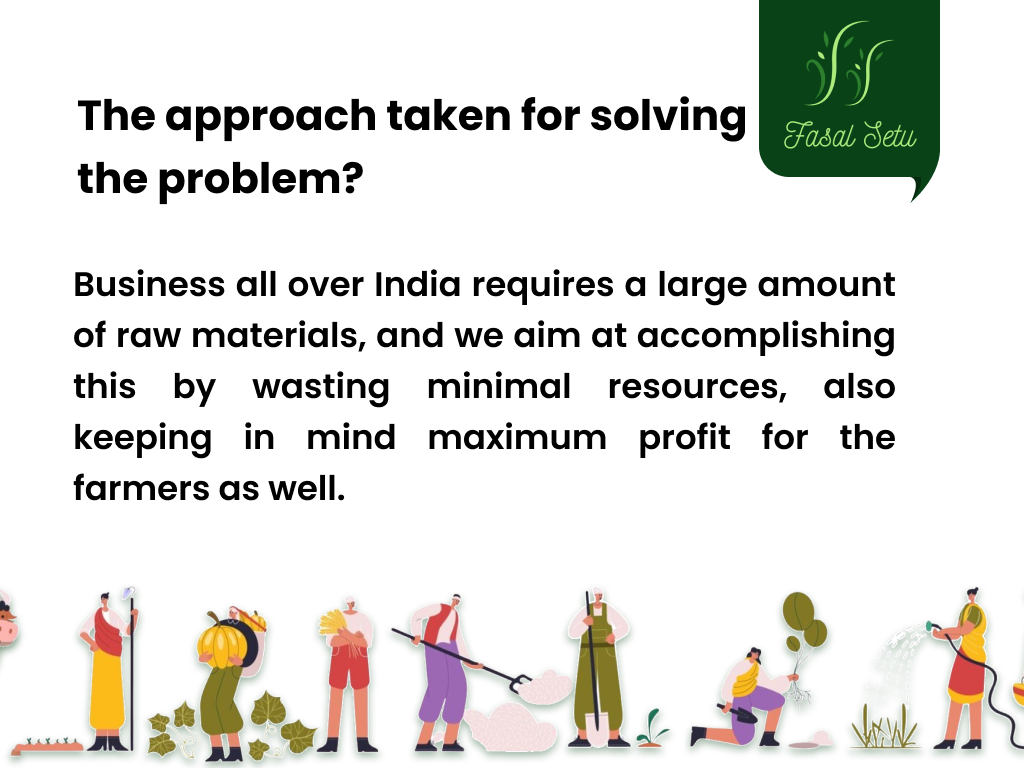 The approach taken for solving
the problem?
Fasal Setu
Business all over India requires a large amount
of raw materials, and we aim at accomplishing
this by wasting minimal resources, also
keeping in mind maximum profit for the
farmers as well.